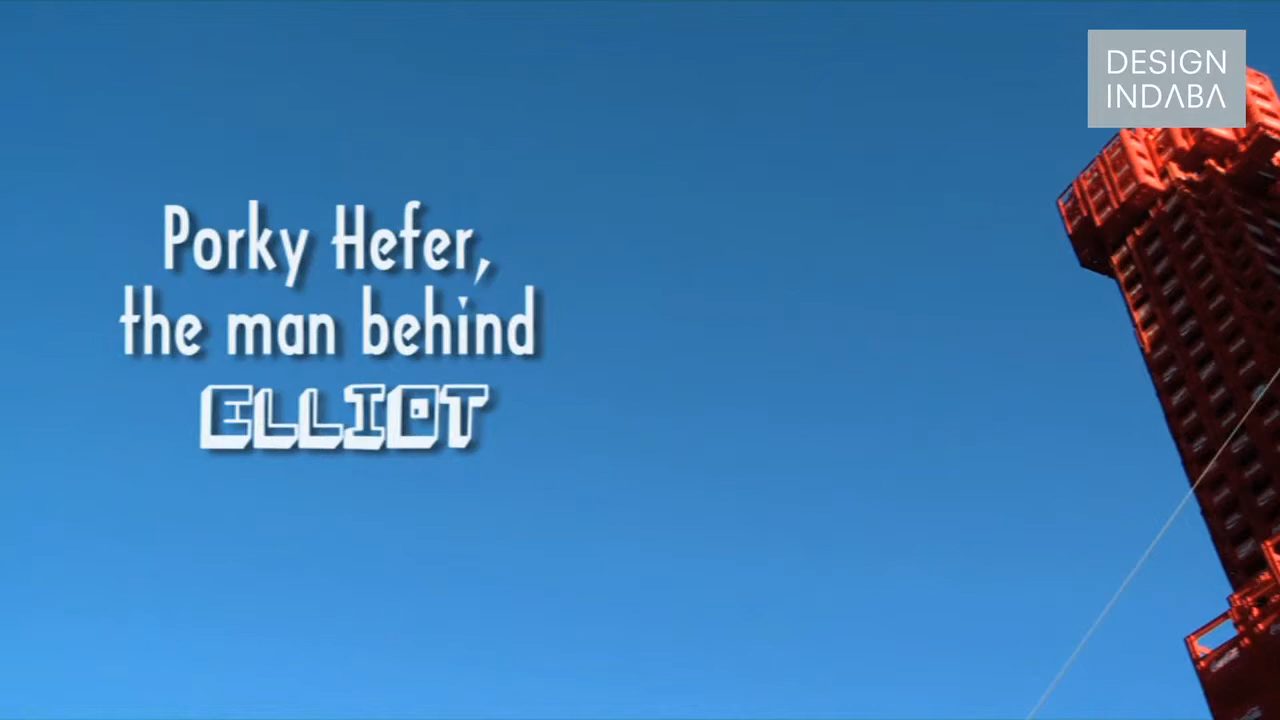 DESIGN
INDABA
Porky Hefer,
the man behind
ELLIOT